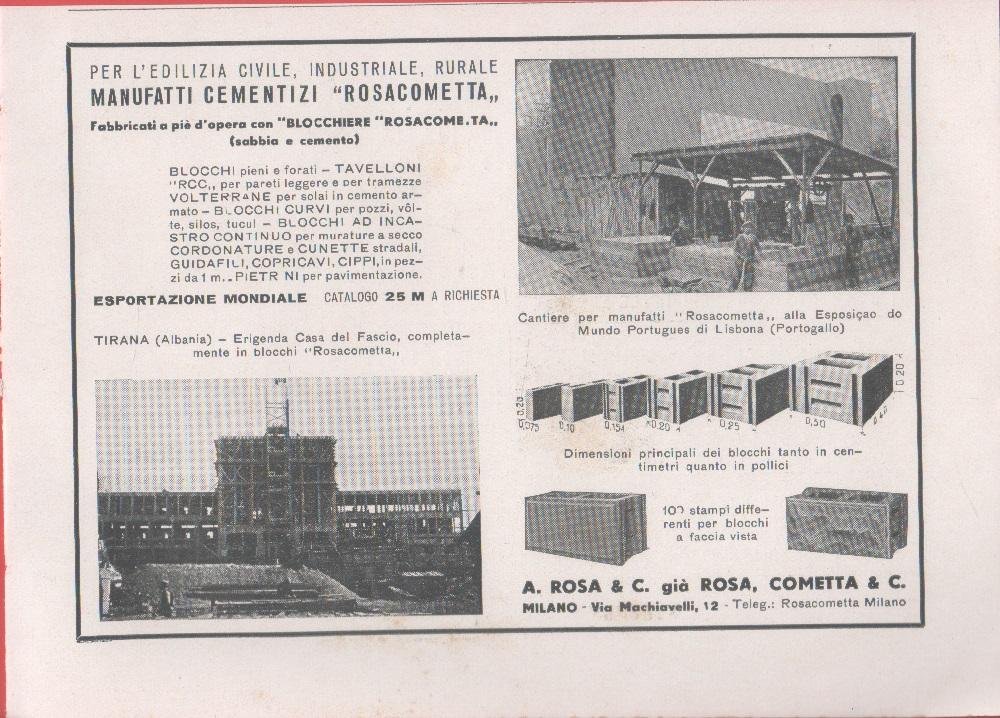 PER L'EDILIZIA CIVILE, INDUSTRIALE, RURALE
MANUFATTI CEMENTIZI "ROSACOMETTA„
Fabbricati a piè d'opera con "BLOCCHIERE "ROSACOME.TA„
(sabbia e cemento)
BLOCCHI pieni e forati – TAVELLONI
"RCC„ per pareti leggere e per tramezze
VOLTERRANE per solai in cemento ar-
mato – BLOCCHI CURVI per pozzi, vôl-
te, silos, tucul – BLOCCHI AD INCA-
STRO CONTINUO per murature a secco
CORDONATURE e CUNETTE stradali,
GUIDAFILI, COPRICAVI, CIPPI, in pez-
zi da 1 m.. PIETR NI per pavimentazione.
ESPORTAZIONE MONDIALE CATALOGO 25 M A RICHIESTA
TIRANA (Albania) – Erigenda Casa del Fascio, completa-
mente in blocchi "Rosacometta„
Cantiere per manufatti "Rosacometta„ alla Esposiçao do
Mundo Portugues di Lisbona (Portogallo)
0,20
0,075 0,10 0,154 0,20 0,25 0,50 0,40 0,20
Dimensioni principali dei blocchi tanto in cen-
timetri quanto in pollici
100 stampi diffe-
renti per blocchi
a faccia vista
A. ROSA & C. già ROSA, COMETTA & C.
MILANO - Via Machiavelli, 12 - Teleg.: Rosacometta Milano